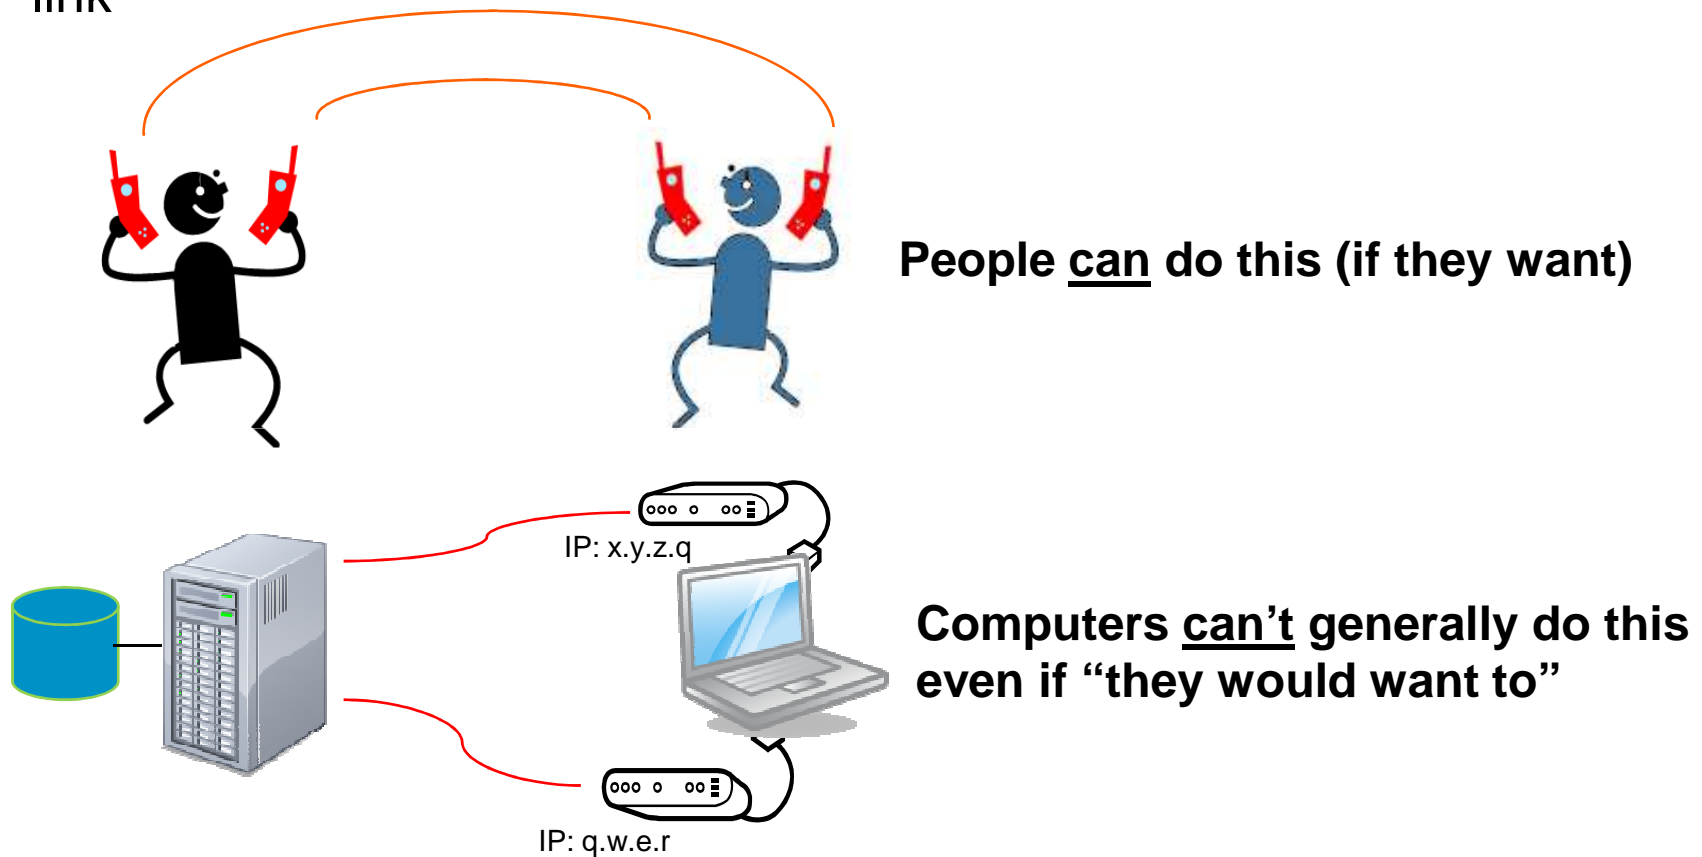 link
People can do this (if they want)
IP: x.y.z.q
Computers can’t generally do this
even if “they would want to”
IP: q.w.e.r